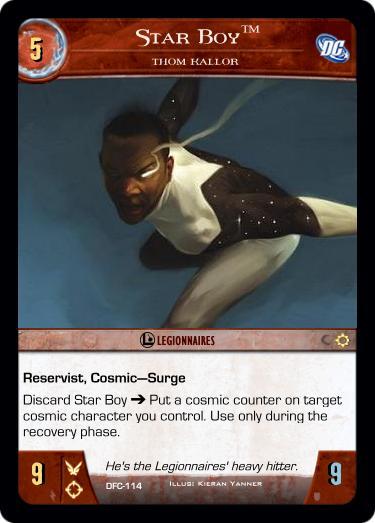 5
STAR BOY™
DC
THOM KALLOR
LEGIONNAIRES
Reservist, Cosmic—Surge
Discard Star Boy ➔ Put a cosmic counter on target
cosmic character you control. Use only during the
recovery phase.
He's the Legionnaires' heavy hitter.
9
9
DFC-114
ILLUS: KIERAN YANNER